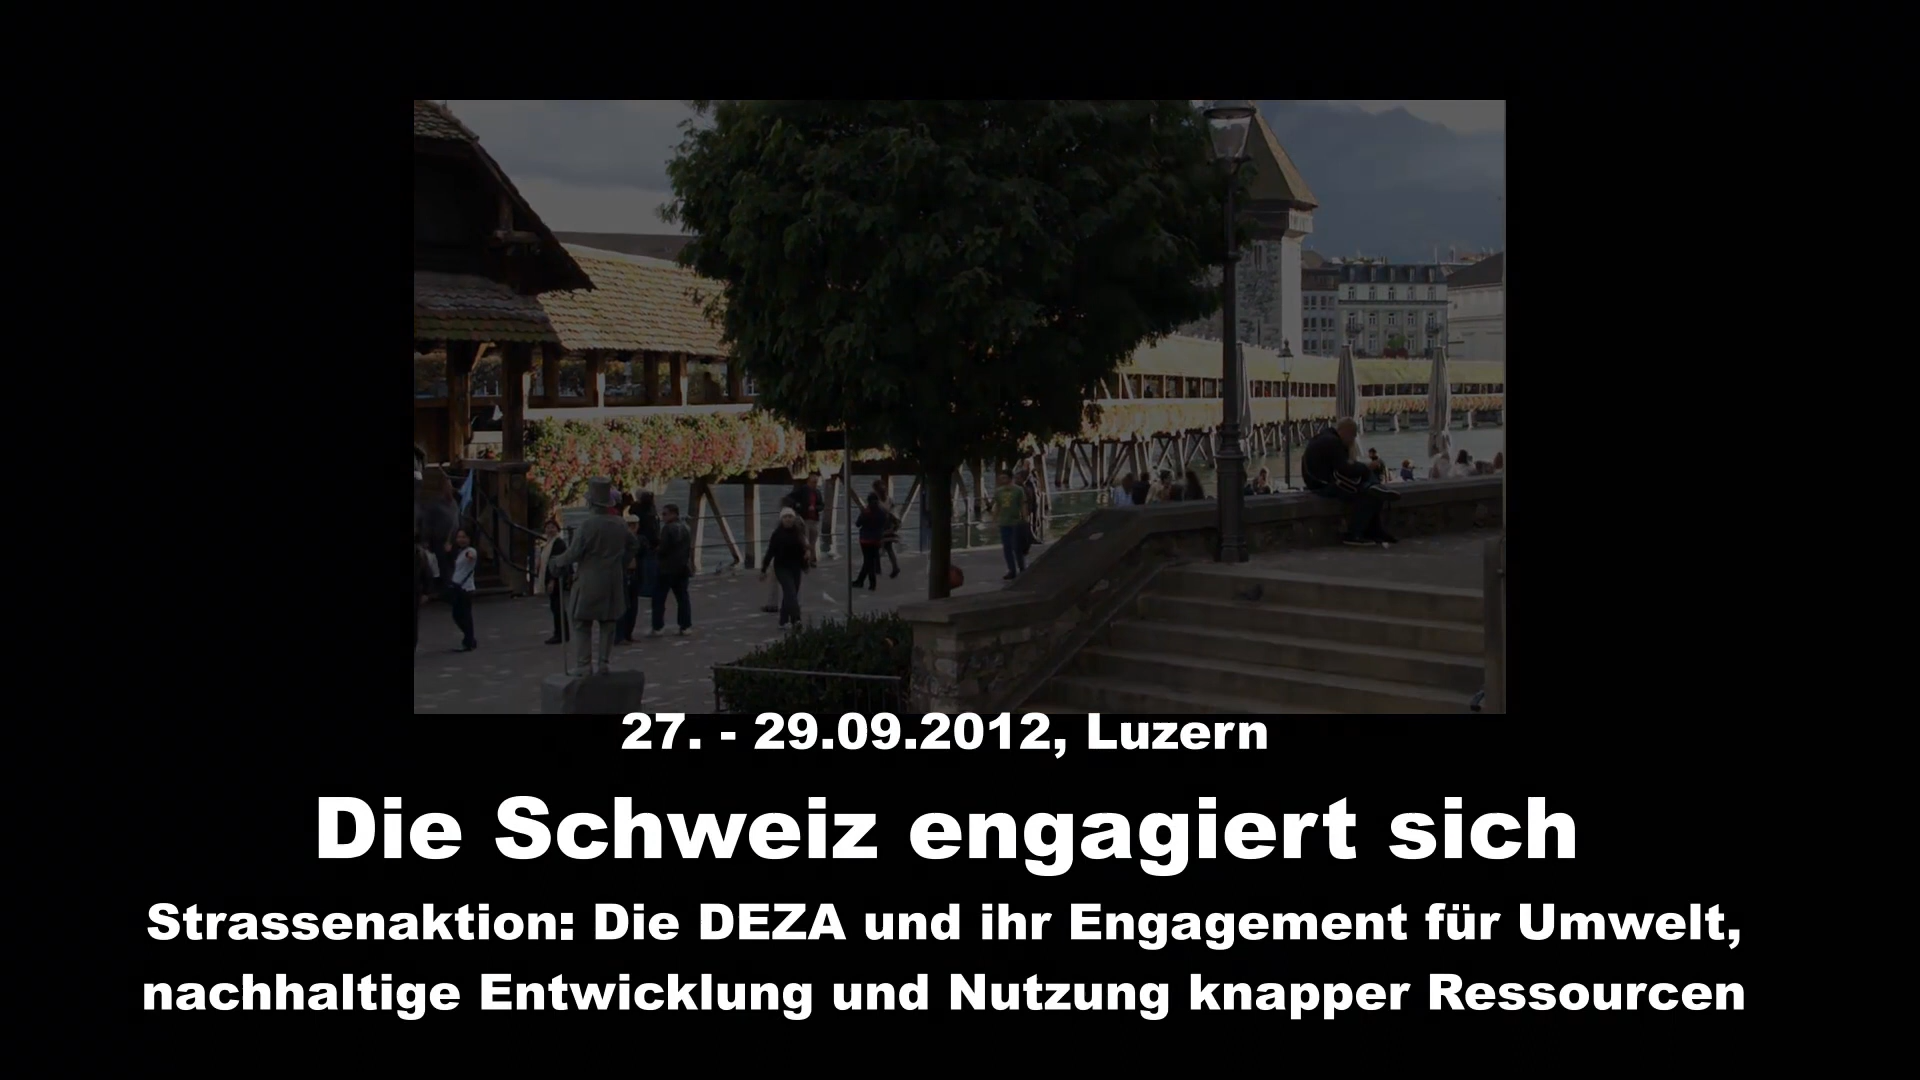 27. - 29.09.2012, Luzern
Die Schweiz engagiert sich
Strassenaktion: Die DEZA und ihr Engagement für Umwelt,
nachhaltige Entwicklung und Nutzung knapper Ressourcen